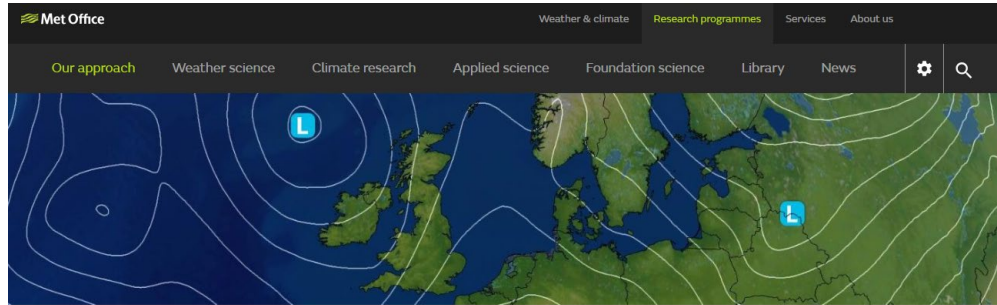 Met Office
Weather & climate Research programmes Services About us
Our approach Weather science Climate research Applied science Foundation science Library News
L
L